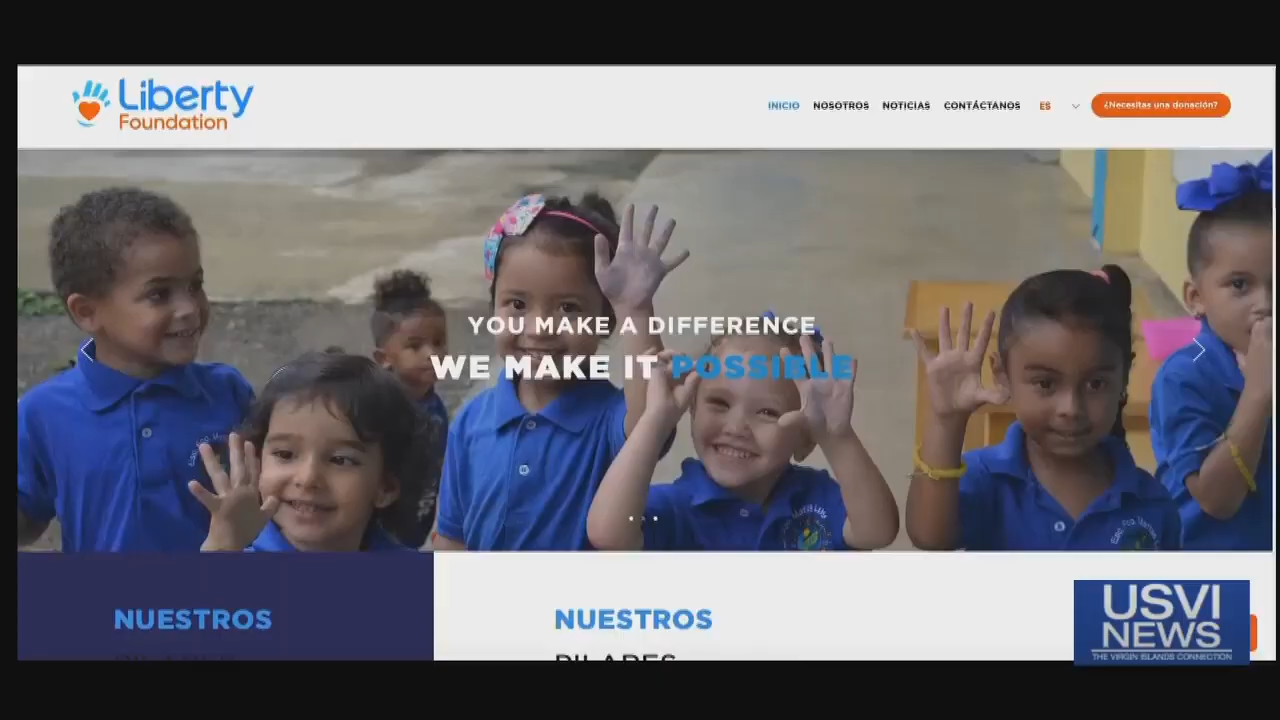 Liberty
Foundation
INICIO NOSOTROS NOTICIAS CONTÁCTANOS ES ¿Necesitas una donación?
YOU MAKE A DIFFERENCE
WE MAKE IT POSSIBLE
NUESTROS
NUESTROS
PILARES
USVI
NEWS
THE VIRGIN ISLANDS CONNECTION